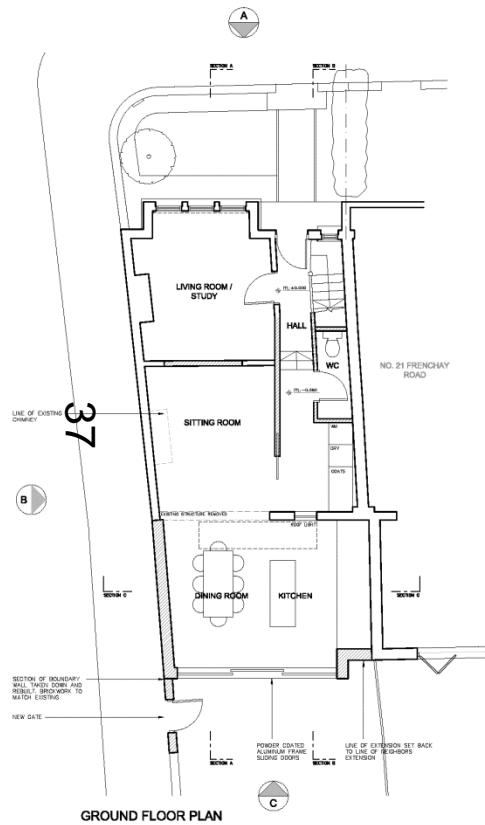 A
SECTION A
SECTION B
LIVING ROOM /
STUDY
HALL
WC
NO. 21 FRENCHAY
ROAD
LINE OF EXISTING
CHIMNEY
37
SITTING ROOM
WM
DRY
COATS
B
EXISTING STRUCTURE REMOVED
ROOF LIGHT
DINING ROOM
KITCHEN
SECTION C
SECTION C
SECTION OF BOUNDARY
WALL TAKEN DOWN AND
REBUILT. BRICKWORK TO
MATCH EXISTING
NEW GATE
SECTION A
SECTION B
POWDER COATED
ALUMINUM FRAME
SLIDING DOORS
LINE OF EXTENSION SET BACK
TO LINE OF NEIGHBORS
EXTENSION
C
GROUND FLOOR PLAN